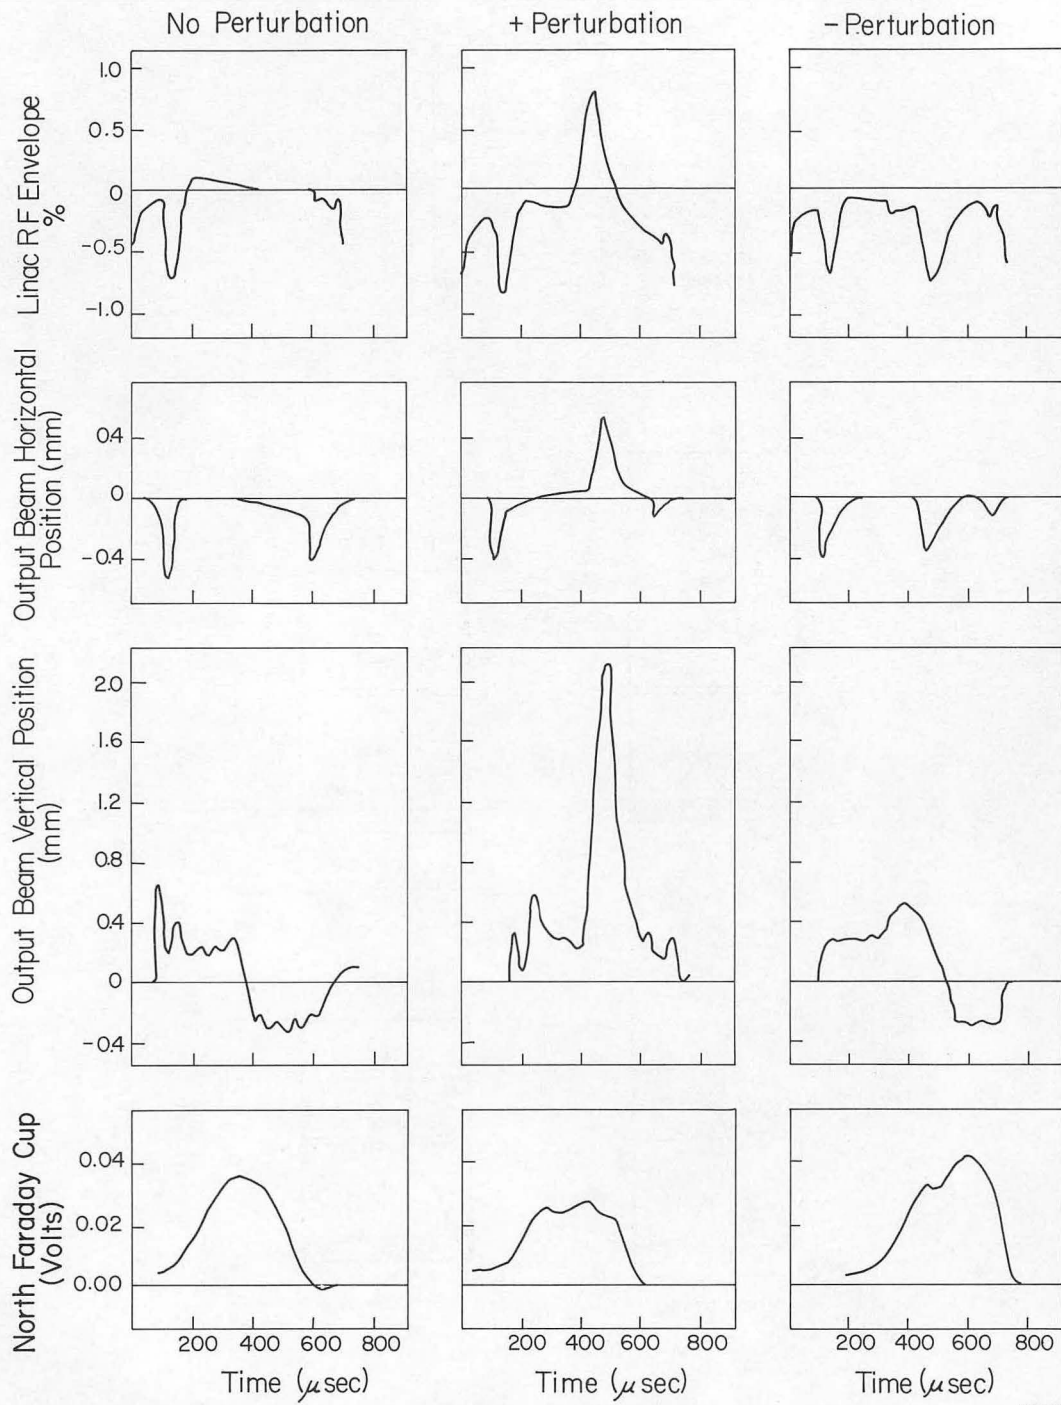 No Perturbation
+ Perturbation
- Perturbation
Linac RF Envelope
%
1.0
0.5
0
-0.5
-1.0
Output Beam Horizontal
Position (mm)
0.4
0
-0.4
Output Beam Vertical Position
(mm)
2.0
1.6
1.2
0.8
0.4
0
-0.4
North Faraday Cup
(Volts)
0.04
0.02
0.00
200 400 600 800
200 400 600 800
200 400 600 800
Time (μsec)
Time (μsec)
Time (μsec)